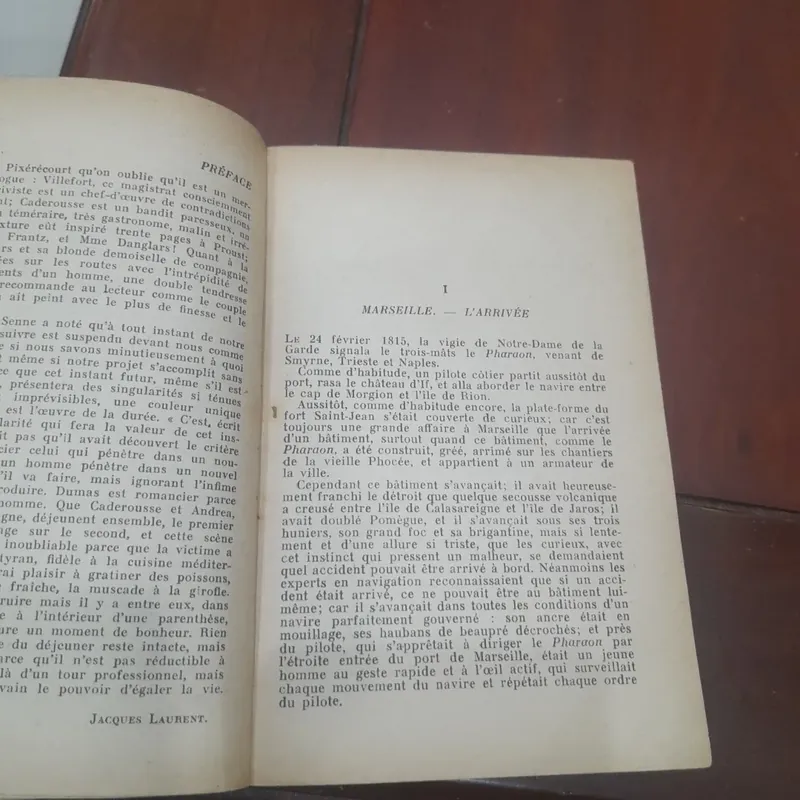 PRÉFACE
Pixérécourt qu'on oublie qu'il est un mer-
ogue : Villefort, ce magistrat consciemment
iviste est un chef-d'œuvre de contradictions
nt; Caderousse est un bandit paresseux, un
n téméraire, très gastronome, malin et irré-
xture eût inspiré trente pages à Proust;
Frantz, et Mme Danglars! Quant à la
rs et sa blonde demoiselle de compagnie,
ées sur les routes avec l'intrépidité de
ents d'un homme, une double tendresse
recommande au lecteur comme le couple
ait peint avec le plus de finesse et le
Senne a noté qu'à tout instant de notre
suivre est suspendu devant nous comme
e si nous savons minutieusement à quoi
t même si notre projet s'accomplit sans
ce que cet instant futur, même s'il est
présentera des singularités si ténues
imprévisibles, une couleur unique
est l'œuvre de la durée. « C'est, écrit
larité qui fera la valeur de cet ins-
it pas qu'il avait découvert le critère
cier celui qui pénètre dans un nou-
un homme pénètre dans un nouvel
'il va faire, mais ignorant l'infime
roduire. Dumas est romancier parce
homme. Que Caderousse et Andrea,
igne, déjeunent ensemble, le premier
age sur le second, et cette scène
inoubliable parce que la victime a
tyran, fidèle à la cuisine méditer-
rai plaisir à gratiner des poissons,
e fraîche, la muscade à la girofle.
ruire mais il y a entre eux, dans
e à l'intérieur d'une parenthèse,
ure un moment de bonheur. Rien
e du déjeuner reste intacte, mais
arce qu'il n'est pas réductible à
là d'un tour professionnel, mais
vain le pouvoir d'égaler la vie.
JACQUES LAURENT.
I
MARSEILLE. — L'ARRIVÉE
LE 24 février 1815, la vigie de Notre-Dame de la
Garde signala le trois-mâts le Pharaon, venant de
Smyrne, Trieste et Naples.
Comme d'habitude, un pilote côtier partit aussitôt du
port, rasa le château d'If, et alla aborder le navire entre
le cap de Morgion et l'île de Rion.
Aussitôt, comme d'habitude encore, la plate-forme du
fort Saint-Jean s'était couverte de curieux; car c'est
toujours une grande affaire à Marseille que l'arrivée
d'un bâtiment, surtout quand ce bâtiment, comme le
Pharaon, a été construit, gréé, arrimé sur les chantiers
de la vieille Phocée, et appartient à un armateur de
la ville.
Cependant ce bâtiment s'avançait; il avait heureuse-
ment franchi le détroit que quelque secousse volcanique
a creusé entre l'île de Calasareigne et l'île de Jaros; il
avait doublé Pomègue, et il s'avançait sous ses trois
huniers, son grand foc et sa brigantine, mais si lente-
ment et d'une allure si triste, que les curieux, avec
cet instinct qui pressent un malheur, se demandaient
quel accident pouvait être arrivé à bord. Néanmoins les
experts en navigation reconnaissaient que si un acci-
dent était arrivé, ce ne pouvait être au bâtiment lui-
même; car il s'avançait dans toutes les conditions d'un
navire parfaitement gouverné : son ancre était en
mouillage, ses haubans de beaupré décrochés; et près
du pilote, qui s'apprêtait à diriger le Pharaon par
l'étroite entrée du port de Marseille, était un jeune
homme au geste rapide et à l'œil actif, qui surveillait
chaque mouvement du navire et répétait chaque ordre
du pilote.